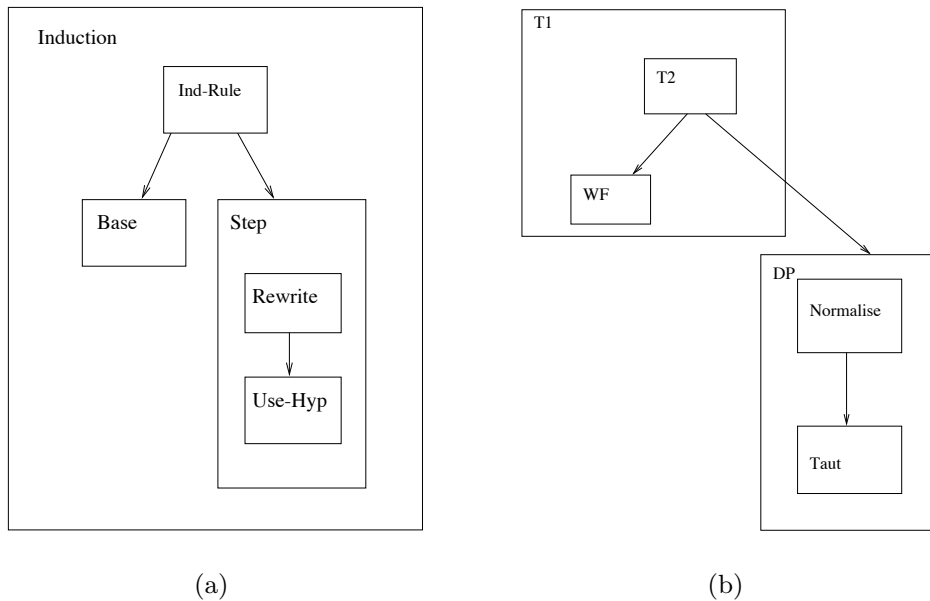 Induction
Ind-Rule
Base
Step
Rewrite
Use-Hyp
(a)
T1
T2
WF
DP
Normalise
Taut
(b)